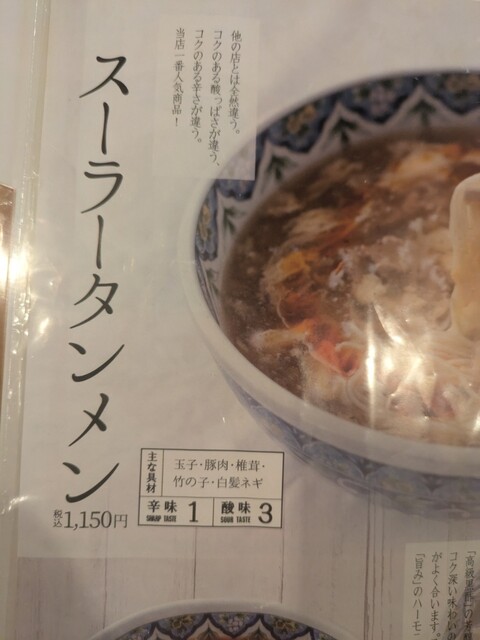 他の店とは全然違う。
コクのある酸っぱさが違う、
コクのある辛さが違う。
当店一番人気商品！
スーラータンメン
主な具材
玉子・豚肉・椎茸・
竹の子・白髪ネギ
辛味 1
SHARP TASTE
酸味 3
SOUR TASTE
税込1,150円
コク深い味わい
がよく合います。
「旨み」のハーモ